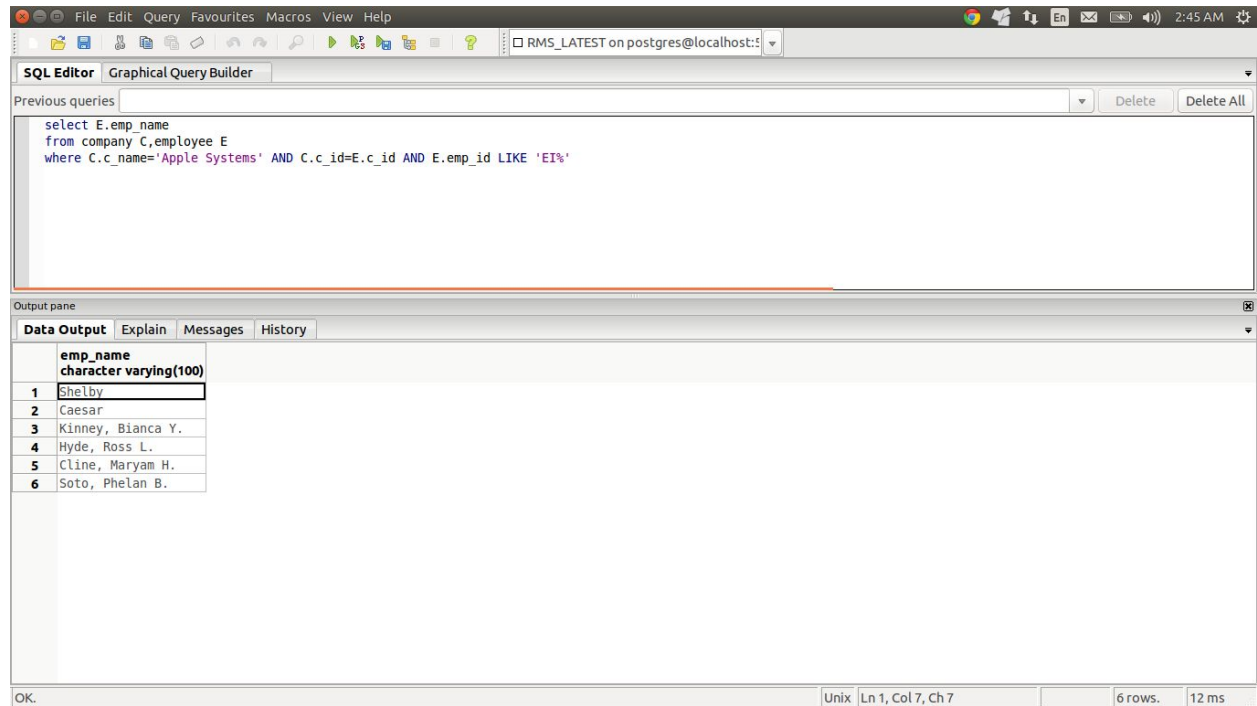 File Edit Query Favourites Macros View Help En 2:45 AM
RMS_LATEST on postgres@localhost:5
SQL Editor Graphical Query Builder
Previous queries Delete Delete All
select E.emp_name
from company C,employee E
where C.c_name='Apple Systems' AND C.c_id=E.c_id AND E.emp_id LIKE 'EI%'
Output pane
Data Output Explain Messages History
emp_name
character varying(100)
1 Shelby
2 Caesar
3 Kinney, Bianca Y.
4 Hyde, Ross L.
5 Cline, Maryam H.
6 Soto, Phelan B.
OK. Unix Ln 1, Col 7, Ch 7 6 rows. 12 ms